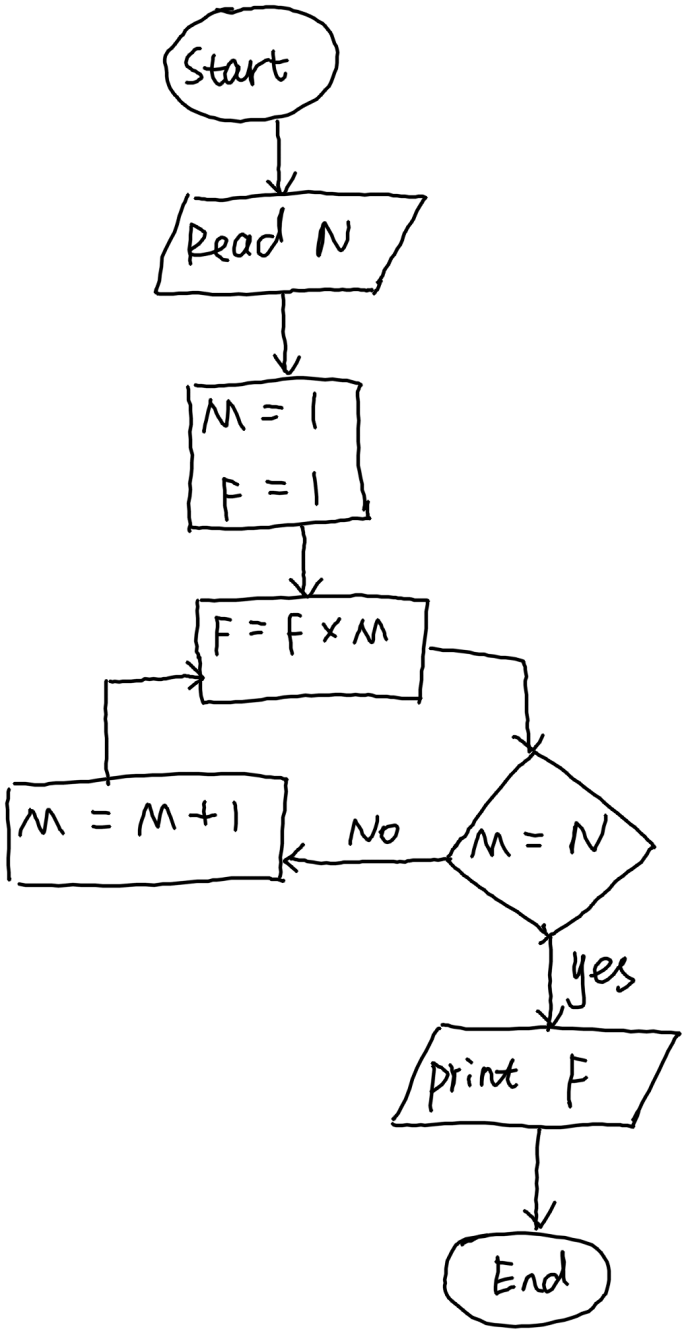 Start
Read N
M = 1
F = 1
F = F × M
M = M + 1
No
M = N
yes
print F
End